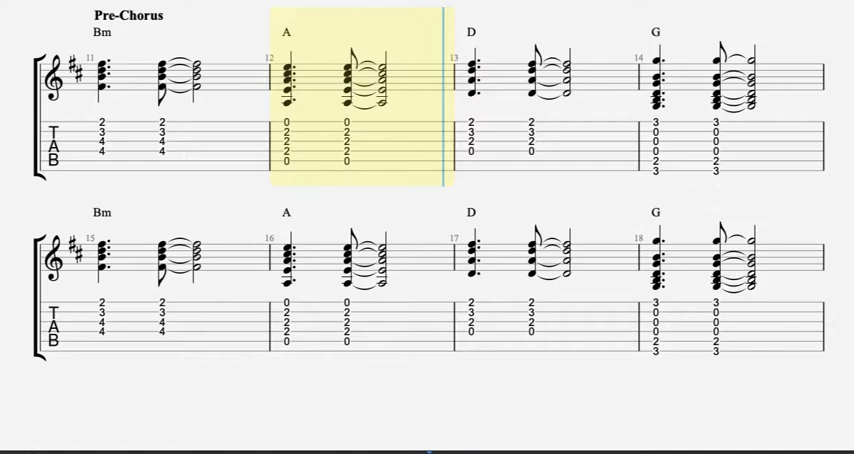 Pre-Chorus
Bm A D G
11 12 13 14
2 2 0 0 2 2 3 3
3 3 2 2 3 3 0 0
4 4 2 2 2 2 0 0
4 4 2 2 0 0 0 0
0 0 2 2
3 3
TAB
Bm A D G
15 16 17 18
2 2 0 0 2 2 3 3
3 3 2 2 3 3 0 0
4 4 2 2 2 2 0 0
4 4 2 2 0 0 0 0
0 0 2 2
3 3
TAB